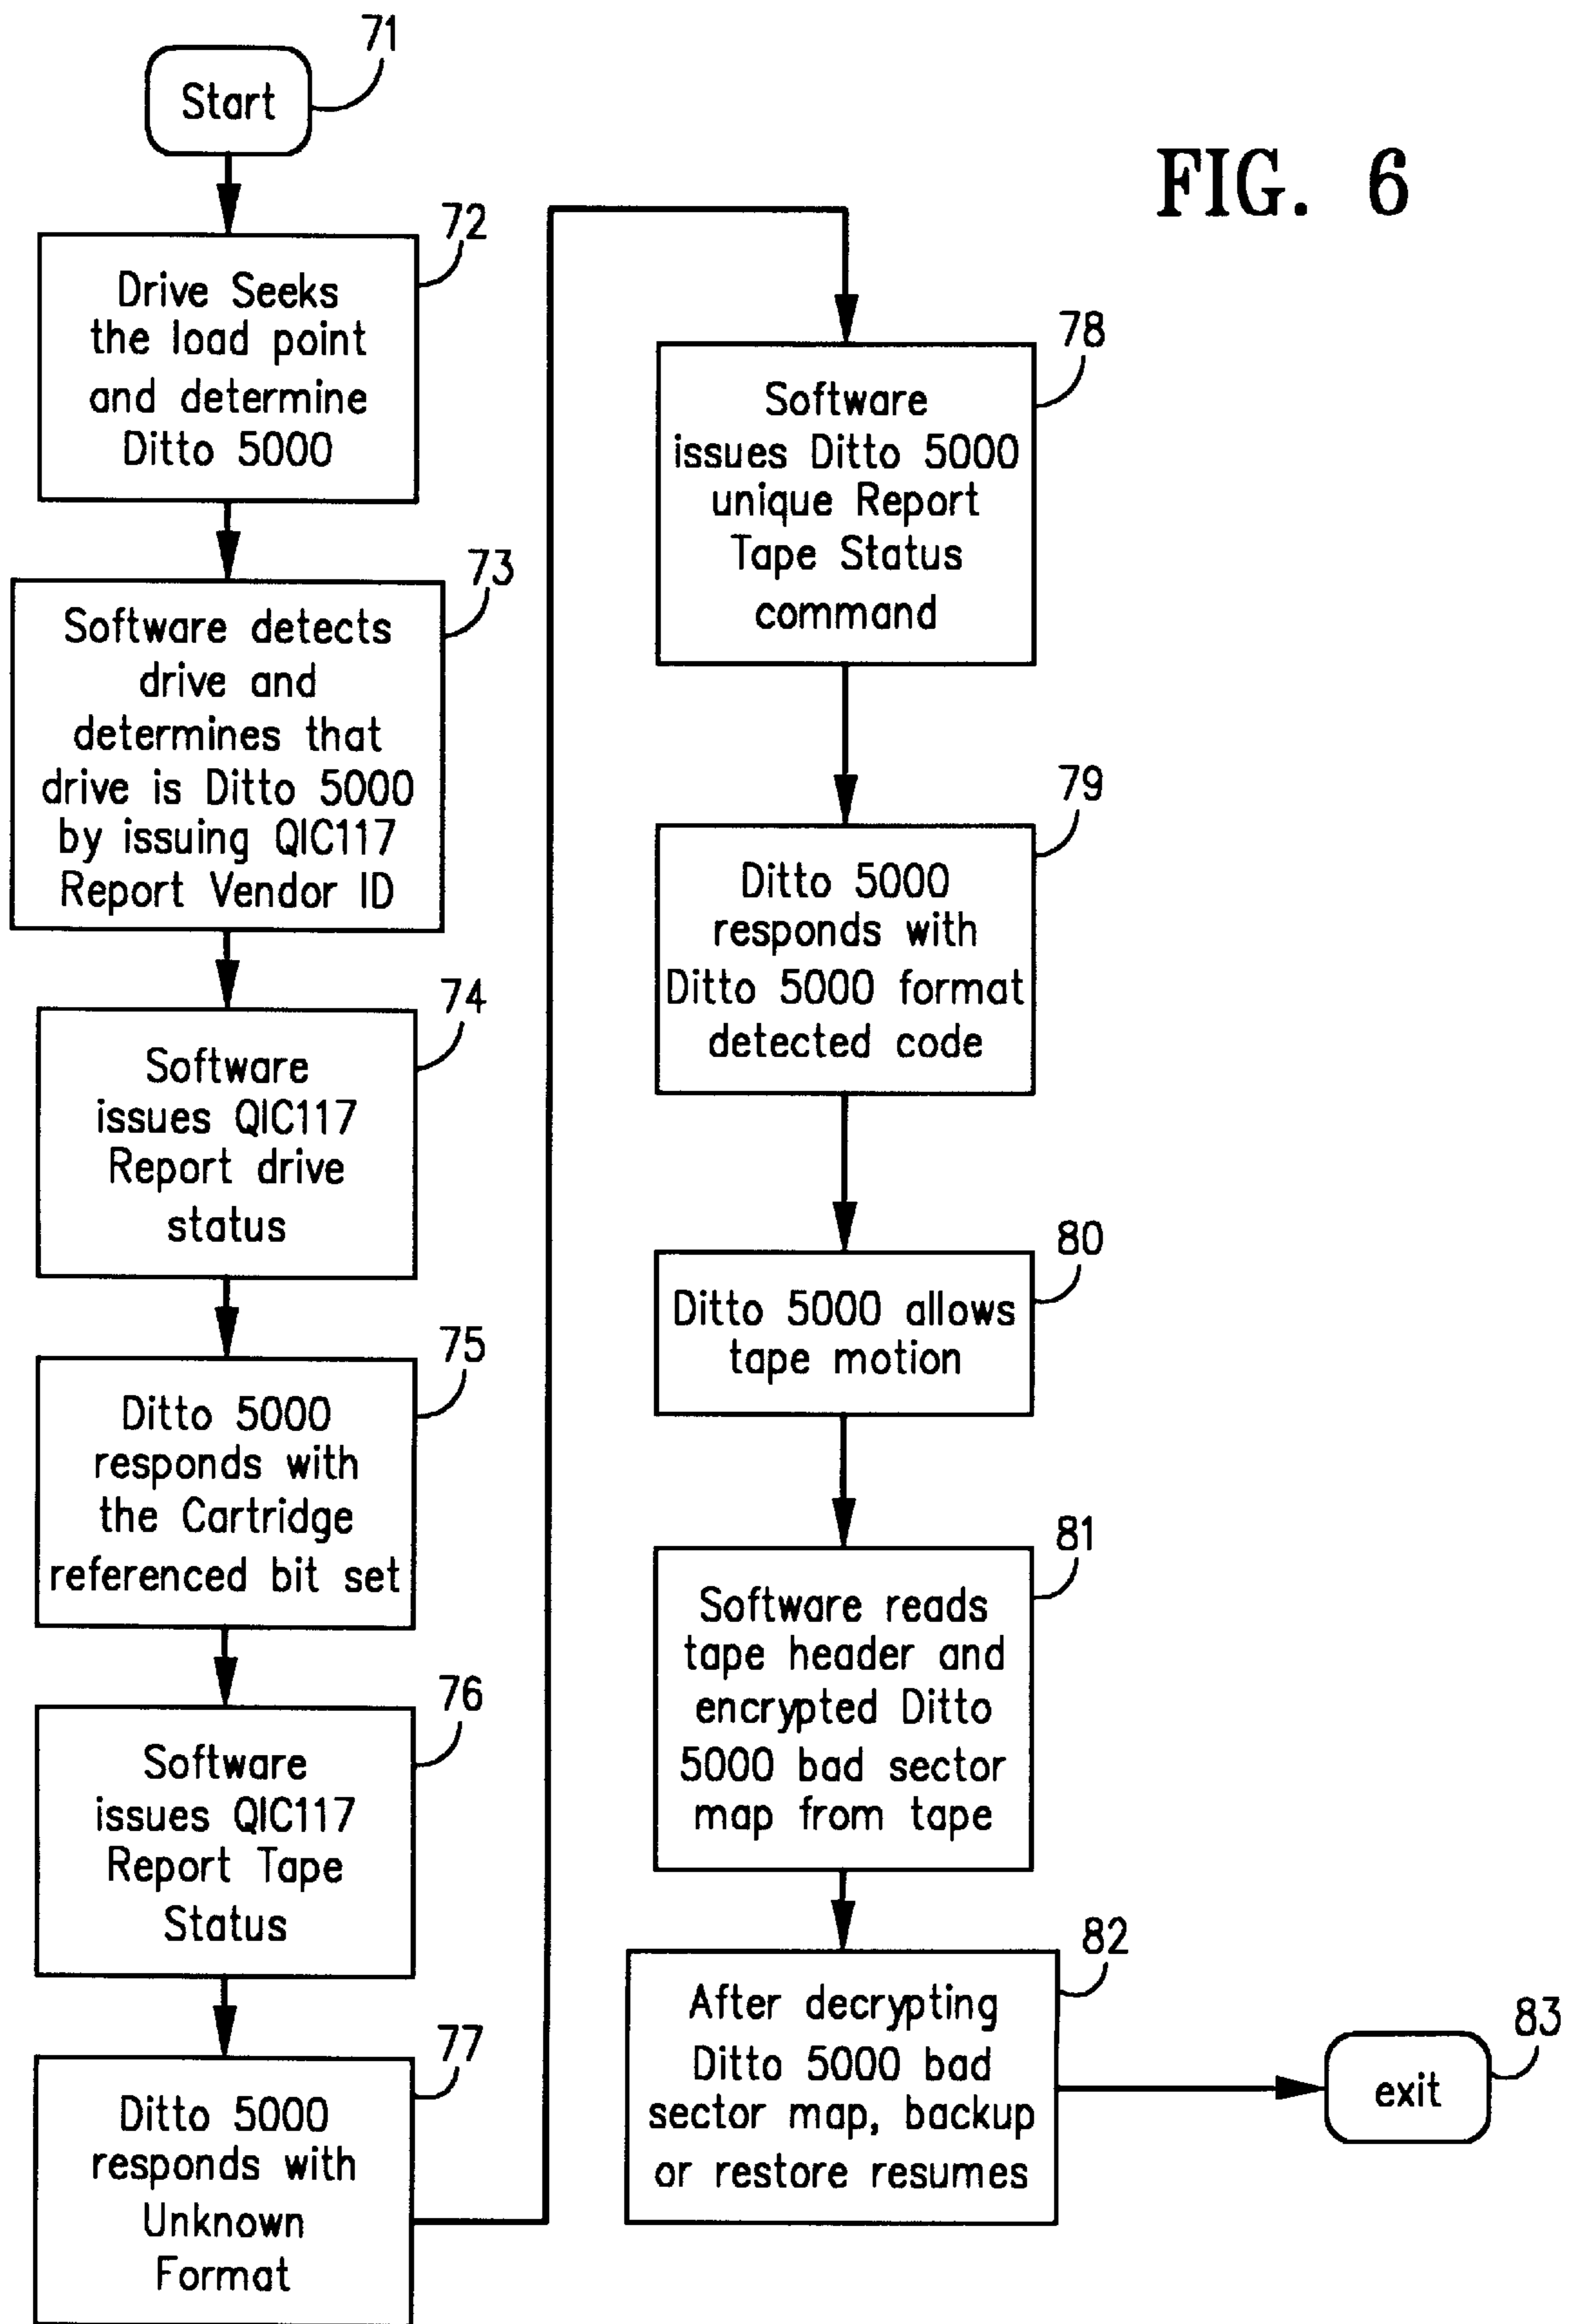 71
Start
72
Drive Seeks
the load point
and determine
Ditto 5000
73
Software detects
drive and
determines that
drive is Ditto 5000
by issuing QIC117
Report Vendor ID
74
Software
issues QIC117
Report drive
status
75
Ditto 5000
responds with
the Cartridge
referenced bit set
76
Software
issues QIC117
Report Tape
Status
77
Ditto 5000
responds with
Unknown
Format
FIG. 6
78
Software
issues Ditto 5000
unique Report
Tape Status
command
79
Ditto 5000
responds with
Ditto 5000 format
detected code
80
Ditto 5000 allows
tape motion
81
Software reads
tape header and
encrypted Ditto
5000 bad sector
map from tape
82
After decrypting
Ditto 5000 bad
sector map, backup
or restore resumes
83
exit